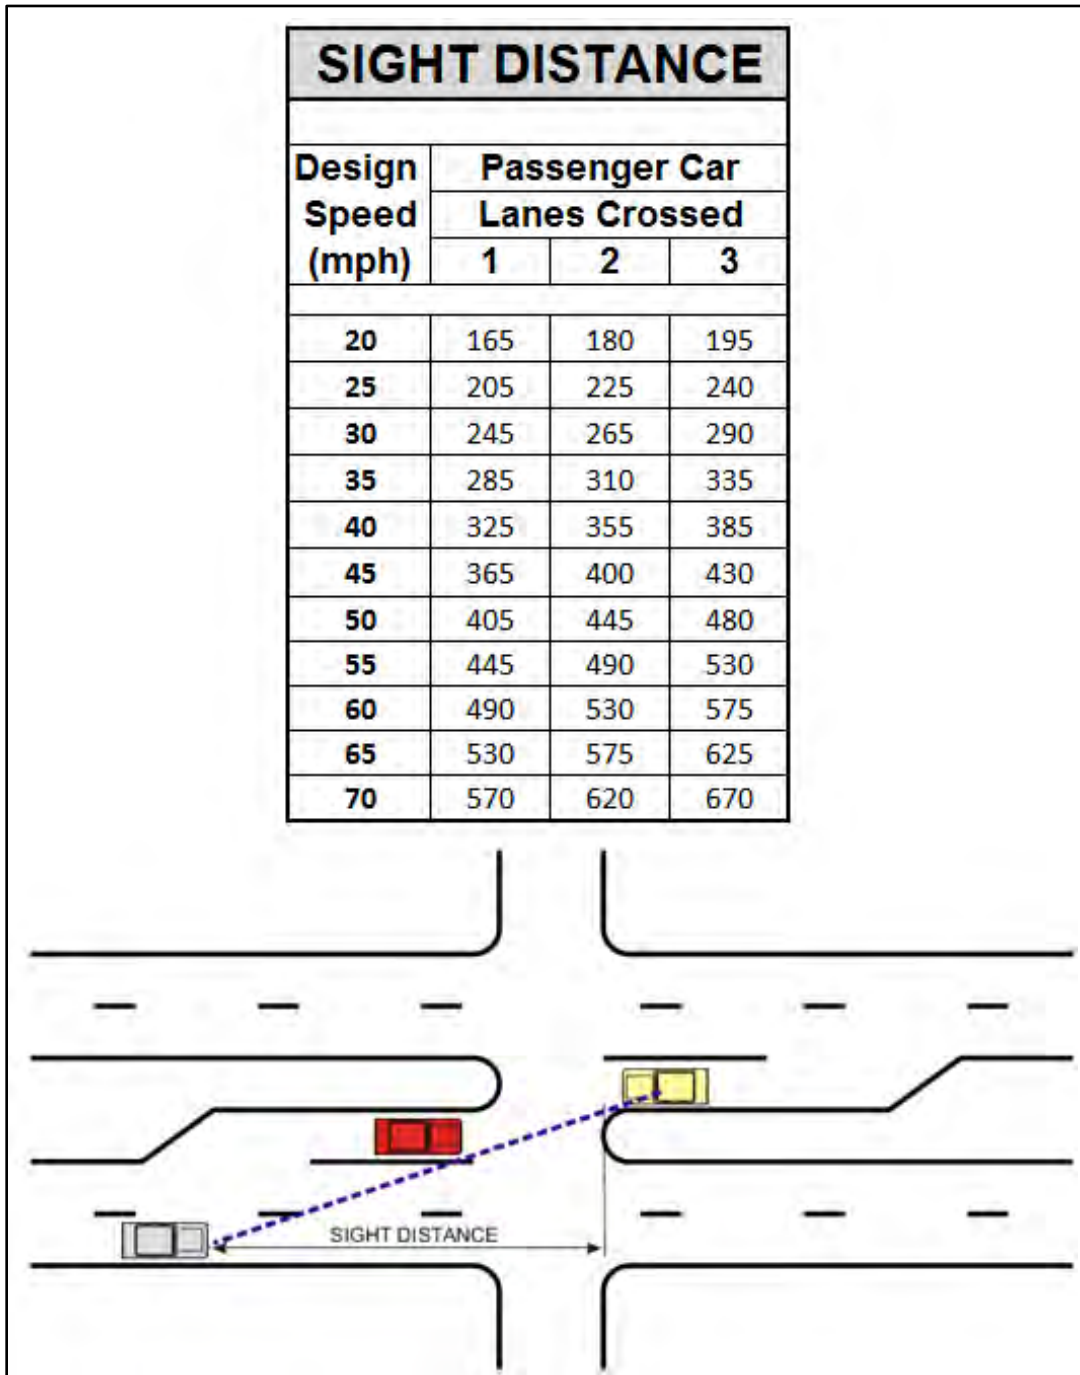 SIGHT DISTANCE
Design Speed (mph) Passenger Car
Lanes Crossed
1 2 3
20 165 180 195
25 205 225 240
30 245 265 290
35 285 310 335
40 325 355 385
45 365 400 430
50 405 445 480
55 445 490 530
60 490 530 575
65 530 575 625
70 570 620 670
SIGHT DISTANCE